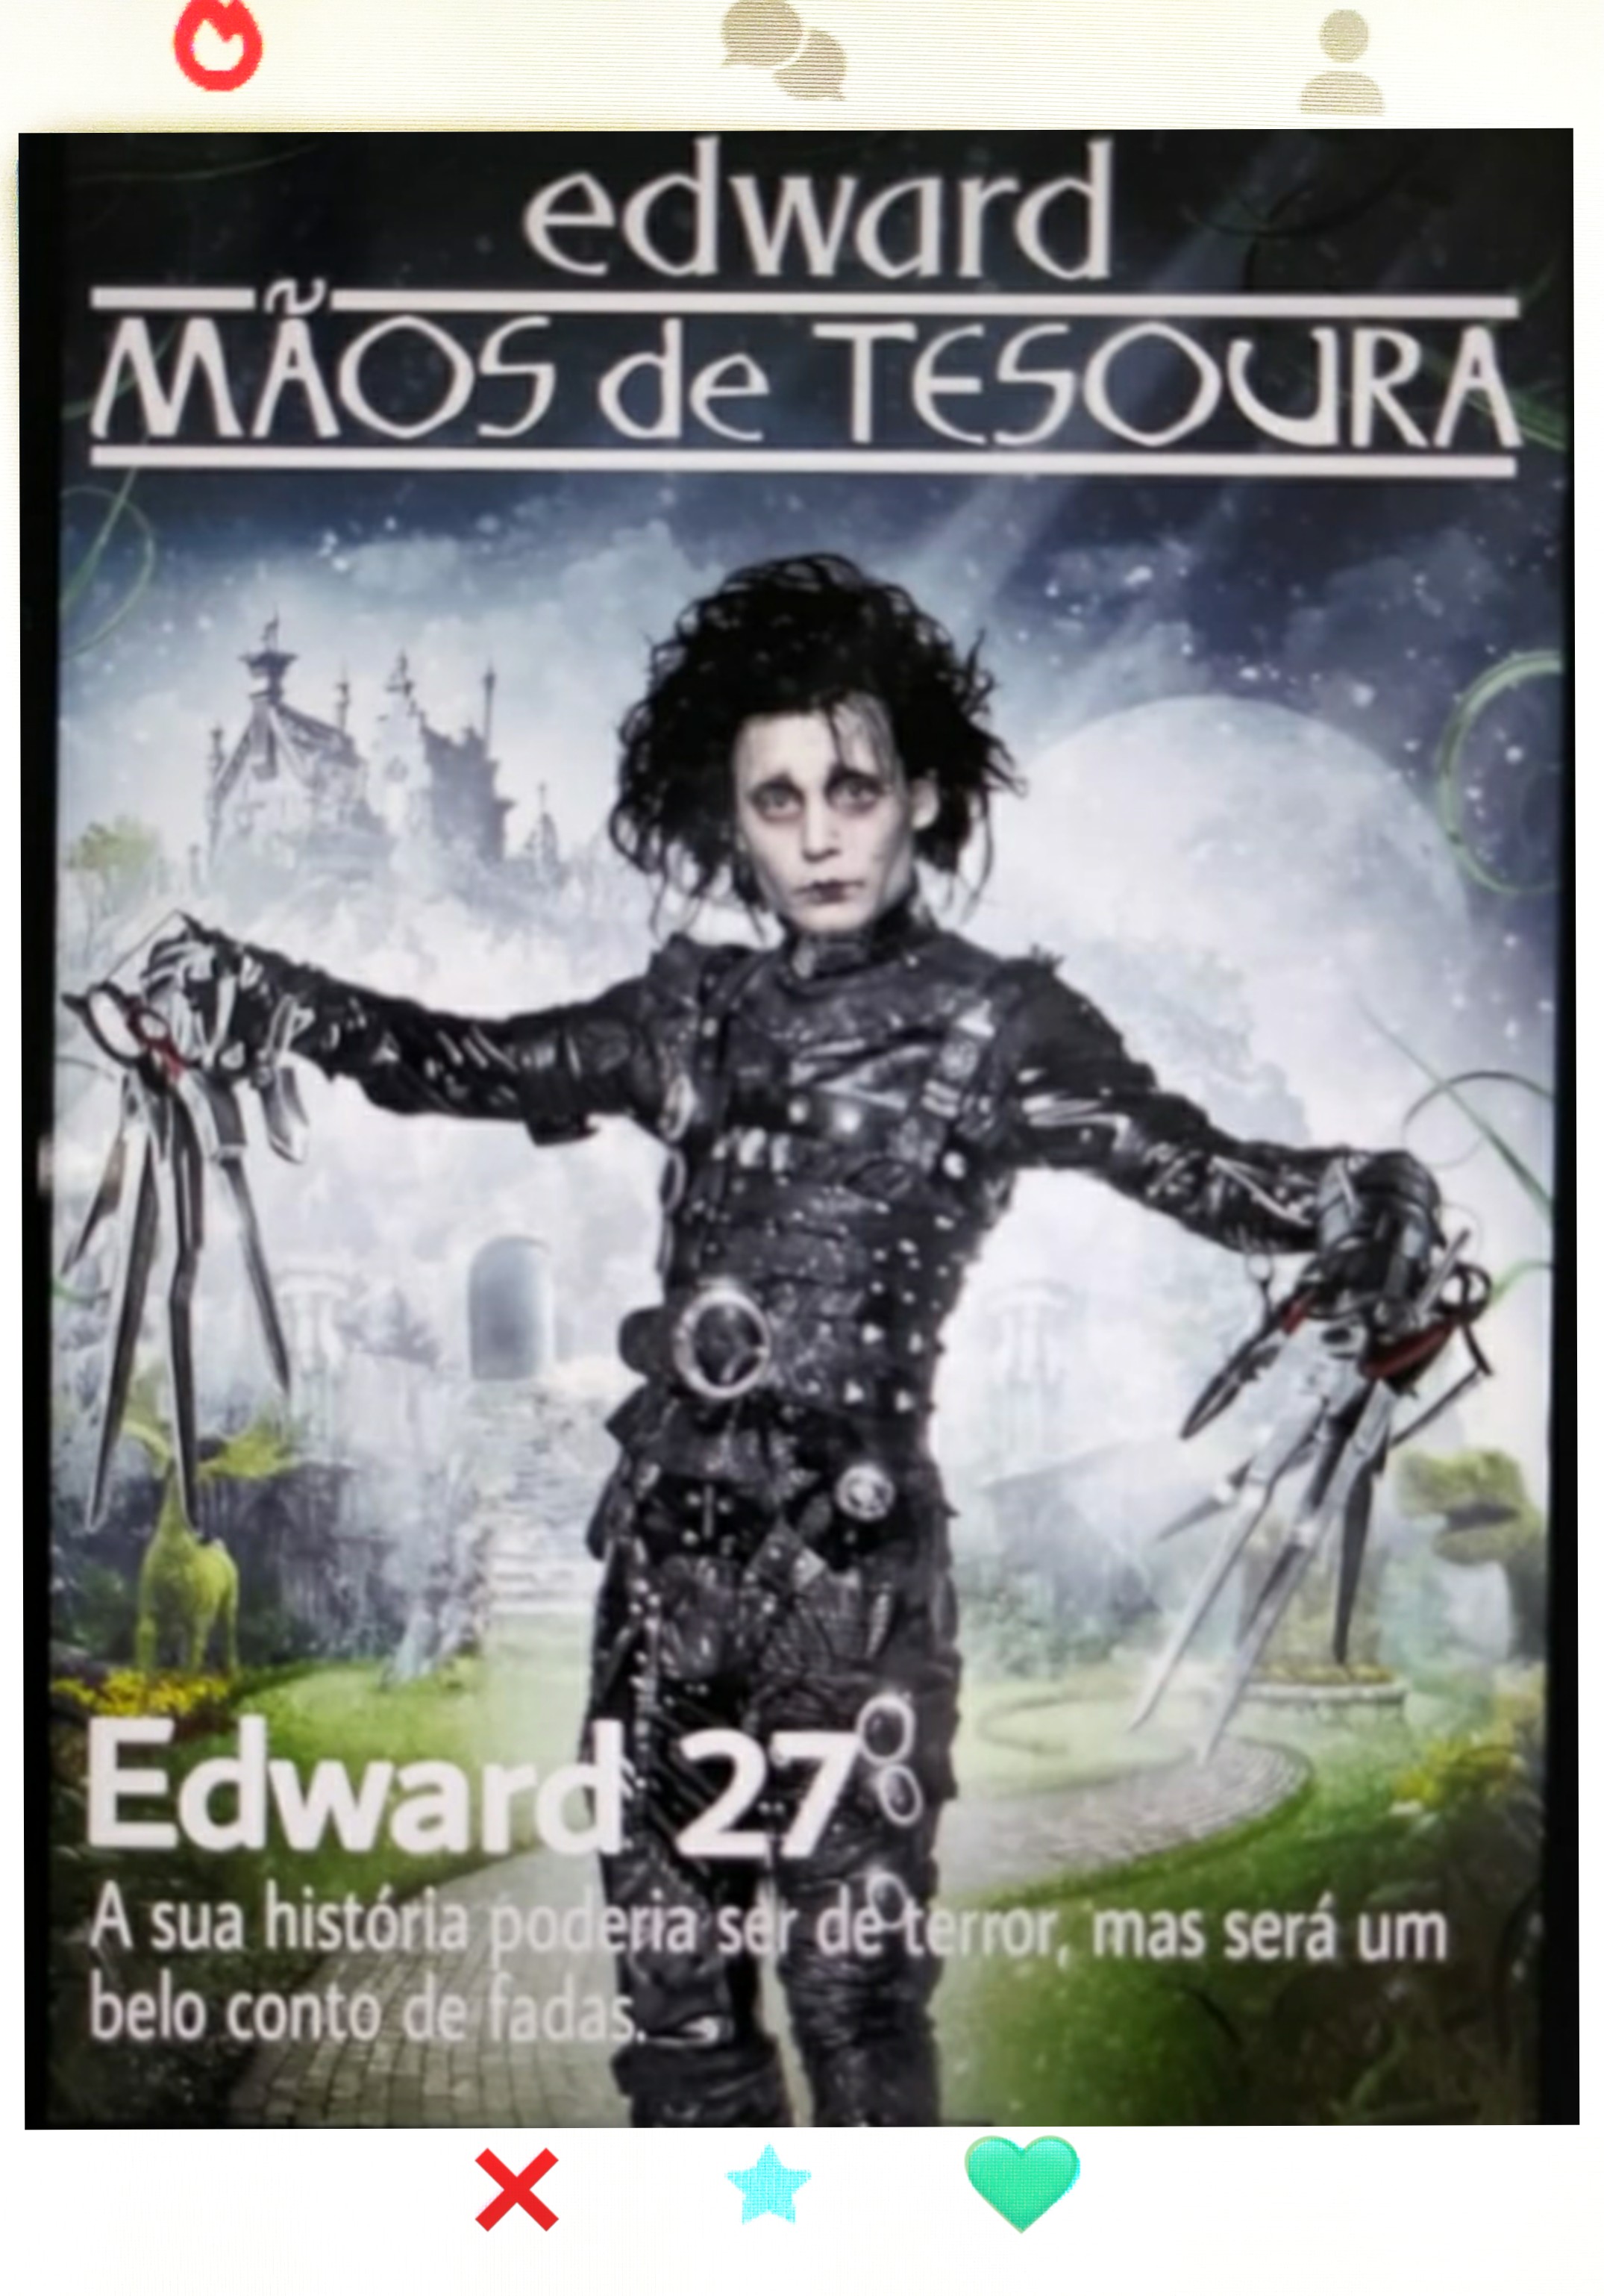 edward
MÃOS de TESOURA
Edward 27
A sua história poderia ser de terror, mas será um
belo conto de fadas.